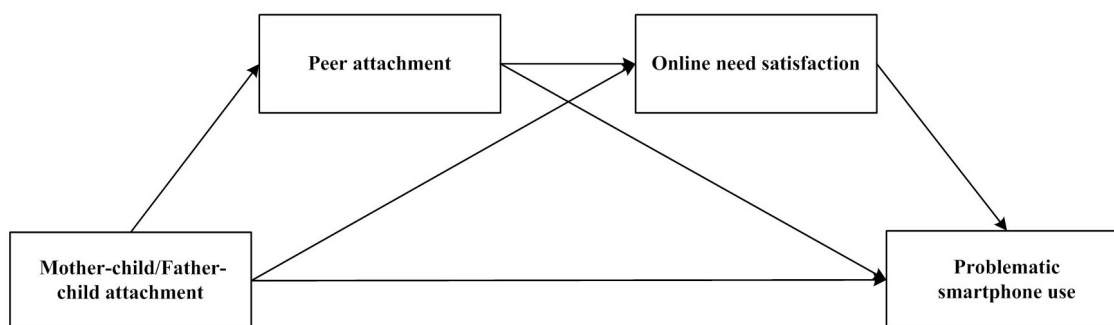 Peer attachment
Online need satisfaction
Mother-child/Father-
child attachment
Problematic
smartphone use